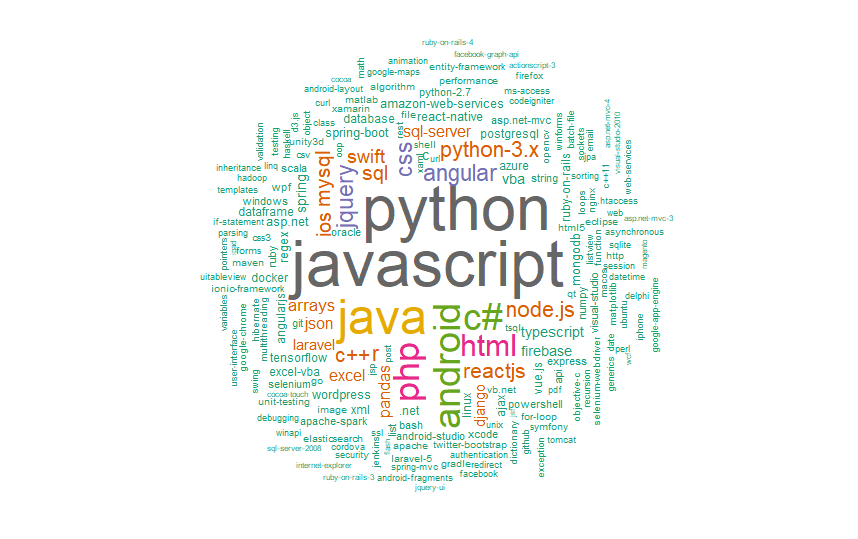 ruby-on-rails-4
facebook-graph-api
animation
actionscript-3
math
entity-framework
google-maps
firefox
cocoa
performance
android-layout
algorithm
python-2.7
ms-access
matlab
amazon-web-services
codeigniter
curl
xamarin
database
file
react-native
asp.net-mvc
winforms
batch-file
asp.net-mvc-4
visual-studio-2010
d3.js
object
class
spring-boot
rest
sql-server
postgresql
sockets
email
validation
testing
haskell
unity3d
oop
shell
python-3.x
opencv
jpa
web-services
csv
swift
css
c
url
xaml
azure
ruby-on-rails
c++11
inheritance
linq
scala
ios
mysql
jquery
sql
angular
vba
string
sorting
hadoop
templates
wpf
spring
python
loops
nginx
htaccess
windows
dataframe
web
if-statement
asp.net
oracle
html5
eclipse
asp.net-mvc-3
parsing
css3
regex
javascript
mongodb
listview
function
asynchronous
pointers
ipad
forms
ruby
sqlite
maven
http
magento
uitableview
docker
session
ionic-framework
qt
macos
datetime
variables
arrays
java
android
c#
node.js
numpy
visual-studio
matplotlib
delphi
google-app-engine
hibernate
multithreading
angularjs
git
json
tsql
typescript
ubuntu
iphone
user-interface
google-chrome
laravel
php
html
firebase
generics
date
perl
wcf
tensorflow
c++
r
post
express
selenium-webdriver
swing
excel-vba
jsp
reactjs
vue.js
api
objective-c
recursion
selenium
go
excel
pandas
vb.net
pdf
cocoa-touch
wordpress
linux
django
ajax
unit-testing
image
xml
.net
jsf
powershell
debugging
apache-spark
list
bash
unix
for-loop
winapi
ssl
android-studio
xcode
symfony
elasticsearch
flash
apache
twitter-bootstrap
dictionary
github
tomcat
sql-server-2008
cordova
jenkins
security
laravel-5
authentication
exception
internet-explorer
spring-mvc
gradle
redirect
ruby-on-rails-3
android-fragments
facebook
jquery-ui